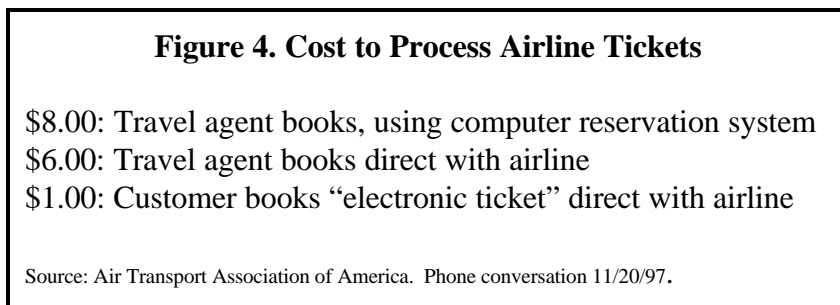 Figure 4. Cost to Process Airline Tickets
$8.00: Travel agent books, using computer reservation system
$6.00: Travel agent books direct with airline
$1.00: Customer books “electronic ticket” direct with airline
Source: Air Transport Association of America. Phone conversation 11/20/97.